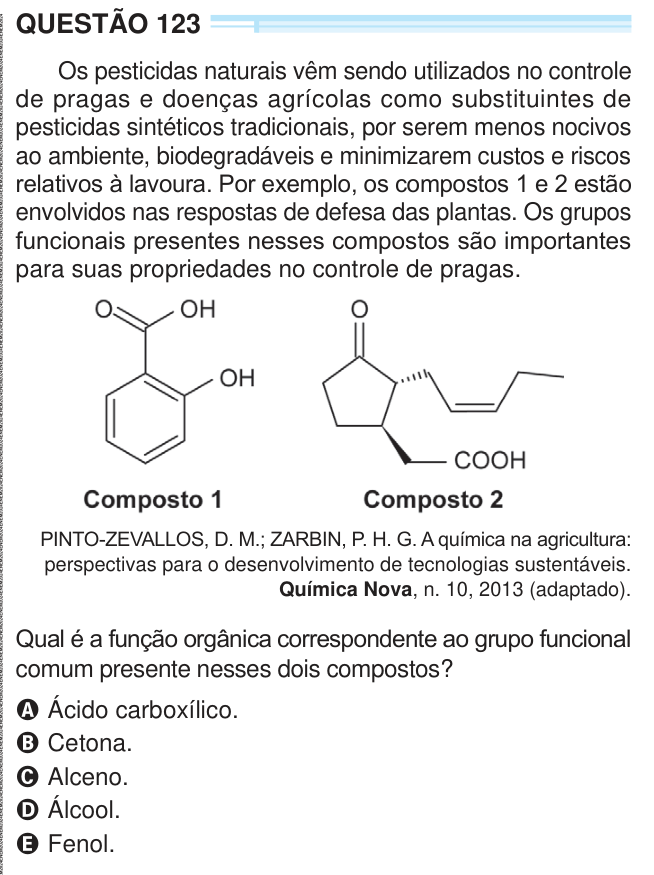 QUESTÃO 123
Os pesticidas naturais vêm sendo utilizados no controle
de pragas e doenças agrícolas como substituintes de
pesticidas sintéticos tradicionais, por serem menos nocivos
ao ambiente, biodegradáveis e minimizarem custos e riscos
relativos à lavoura. Por exemplo, os compostos 1 e 2 estão
envolvidos nas respostas de defesa das plantas. Os grupos
funcionais presentes nesses compostos são importantes
para suas propriedades no controle de pragas.
O OH O
OH
COOH
Composto 1 Composto 2
PINTO-ZEVALLOS, D. M.; ZARBIN, P. H. G. A química na agricultura:
perspectivas para o desenvolvimento de tecnologias sustentáveis.
Química Nova, n. 10, 2013 (adaptado).
Qual é a função orgânica correspondente ao grupo funcional
comum presente nesses dois compostos?
A Ácido carboxílico.
B Cetona.
C Alceno.
D Álcool.
E Fenol.